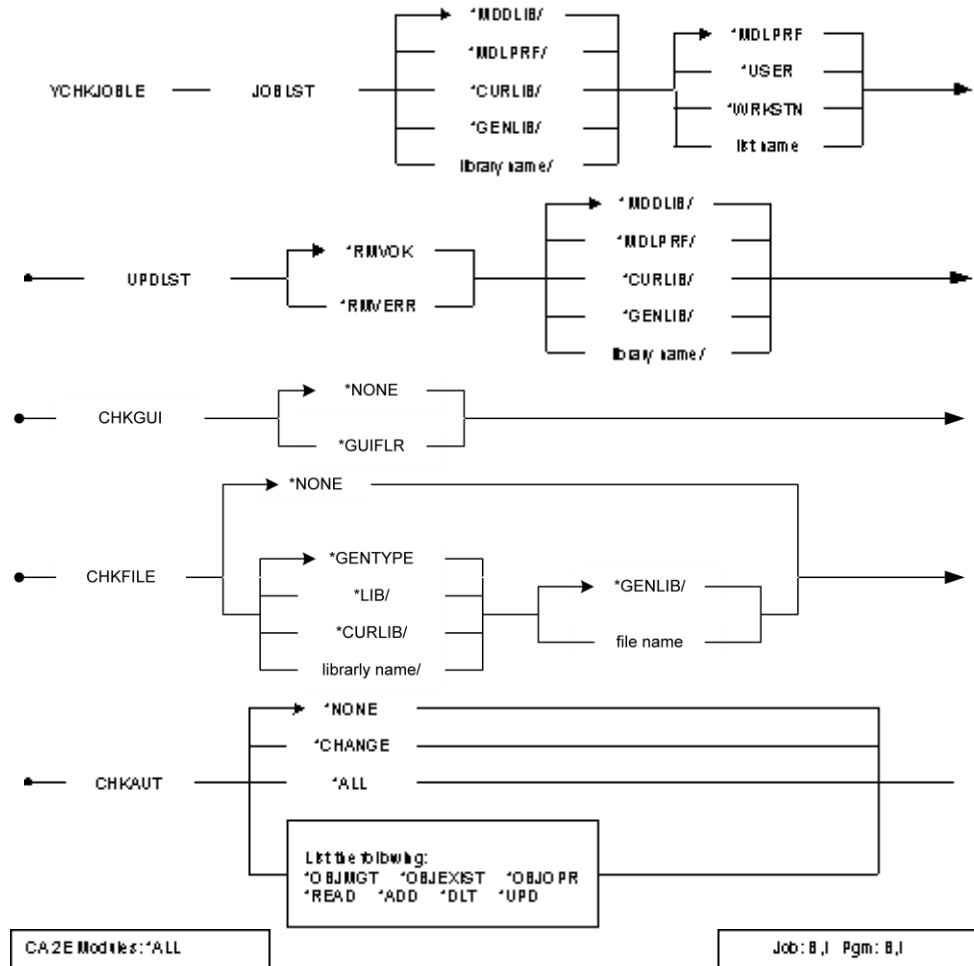 *MDDLIB/
*MDLPRF
*MDLPRF/
*USER
YCHKJOBLE JOBLST *CURLIB/
*WRKSTN
*GENLIB/
list name
library name/
*MDDLIB/
*RMVOK
*MDLPRF/
UPDLST *CURLIB/
*RMVERR
*GENLIB/
library name/
*NONE
CHKGUI
*GUIFLR
*NONE
*GENTYPE
CHKFILE *LIB/ *GENLIB/
*CURLIB/ file name
librarly name/
*NONE
*CHANGE
CHKAUT *ALL
List the following:
*OBJMGT *OBJEXIST *OBJOPR
*READ *ADD *DLT *UPD
CA 2E Modules: *ALL Job: B,I Pgm: B,I